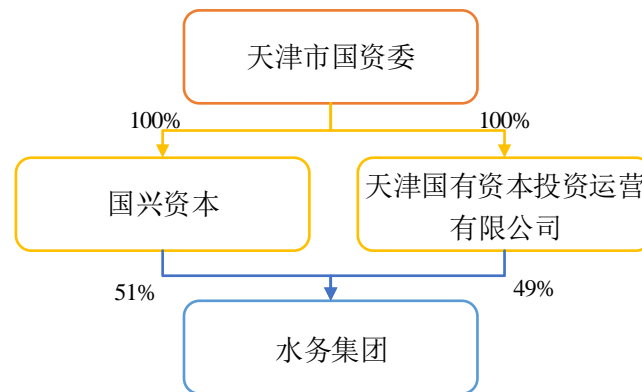 天津市国资委
100%
100%
国兴资本
天津国有资本投资运营
有限公司
51%
49%
水务集团